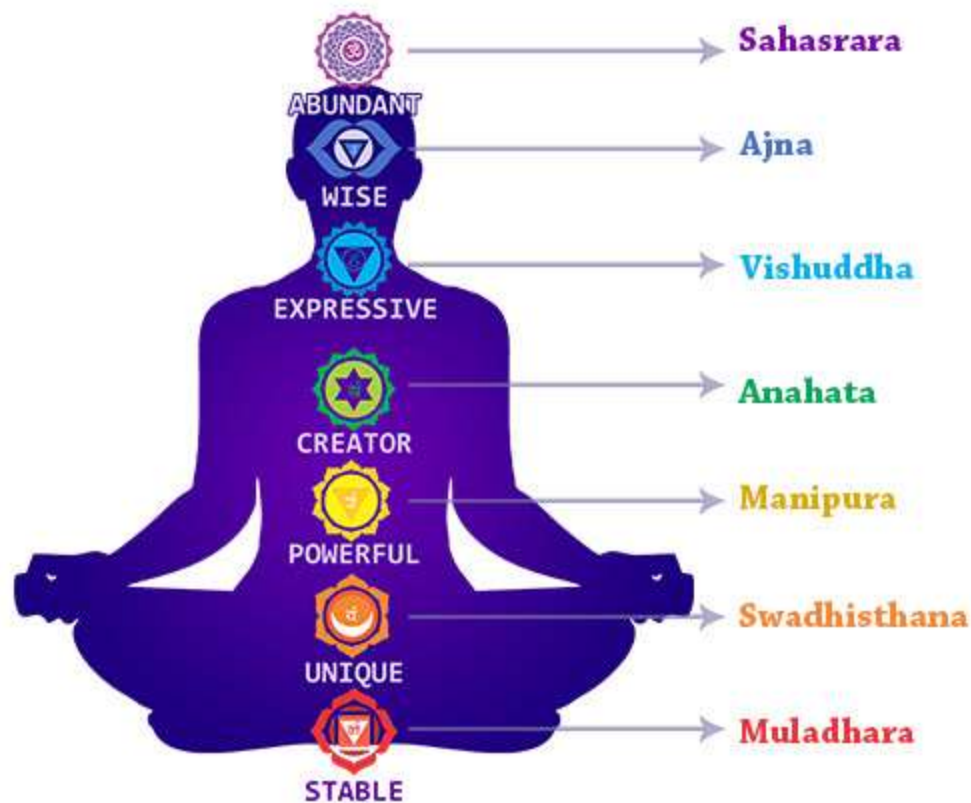 Sahasrara
ABUNDANT
Ajna
WISE
Vishuddha
EXPRESSIVE
Anahata
CREATOR
Manipura
POWERFUL
Swadhisthana
UNIQUE
Muladhara
STABLE